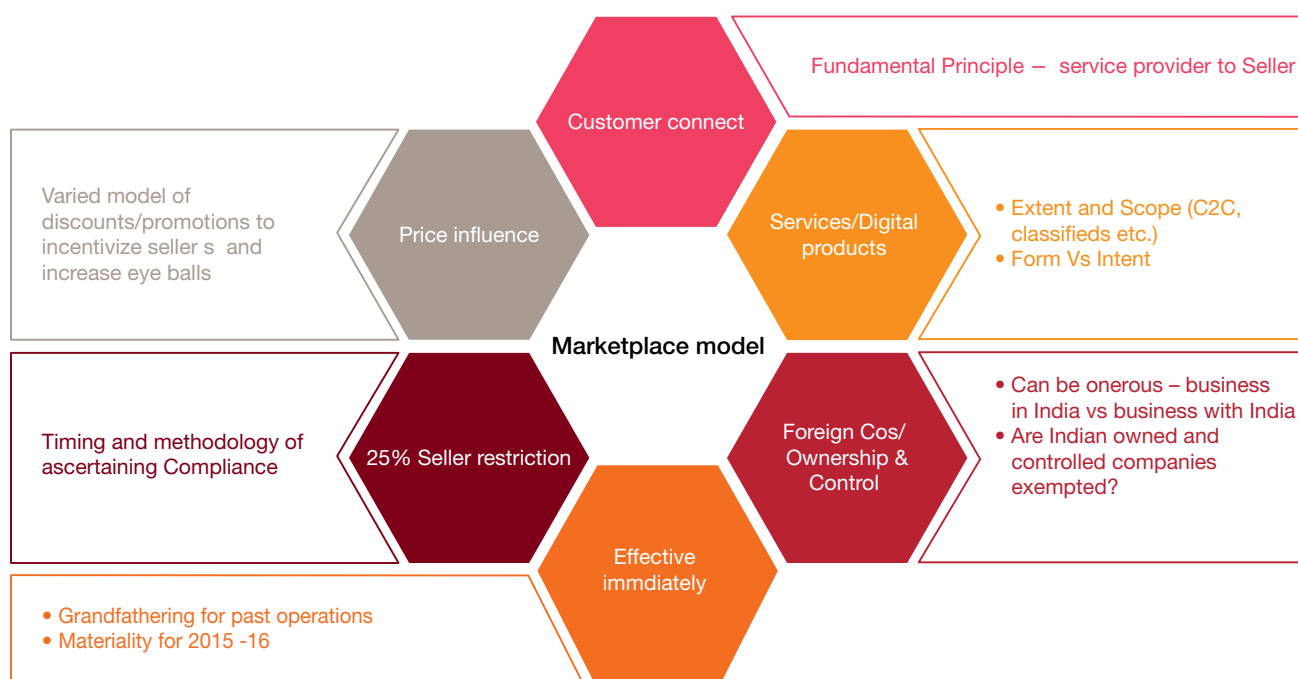 Fundamental Principle – service provider to Seller
Customer connect
Varied model of
discounts/promotions to
incentivize seller s and
increase eye balls
Price influence
Services/Digital
products
• Extent and Scope (C2C,
classifieds etc.)
• Form Vs Intent
Marketplace model
Timing and methodology of
ascertaining Compliance
25% Seller restriction
Foreign Cos/
Ownership &
Control
• Can be onerous – business
in India vs business with India
• Are Indian owned and
controlled companies
exempted?
Effective
immdiately
• Grandfathering for past operations
• Materiality for 2015 -16